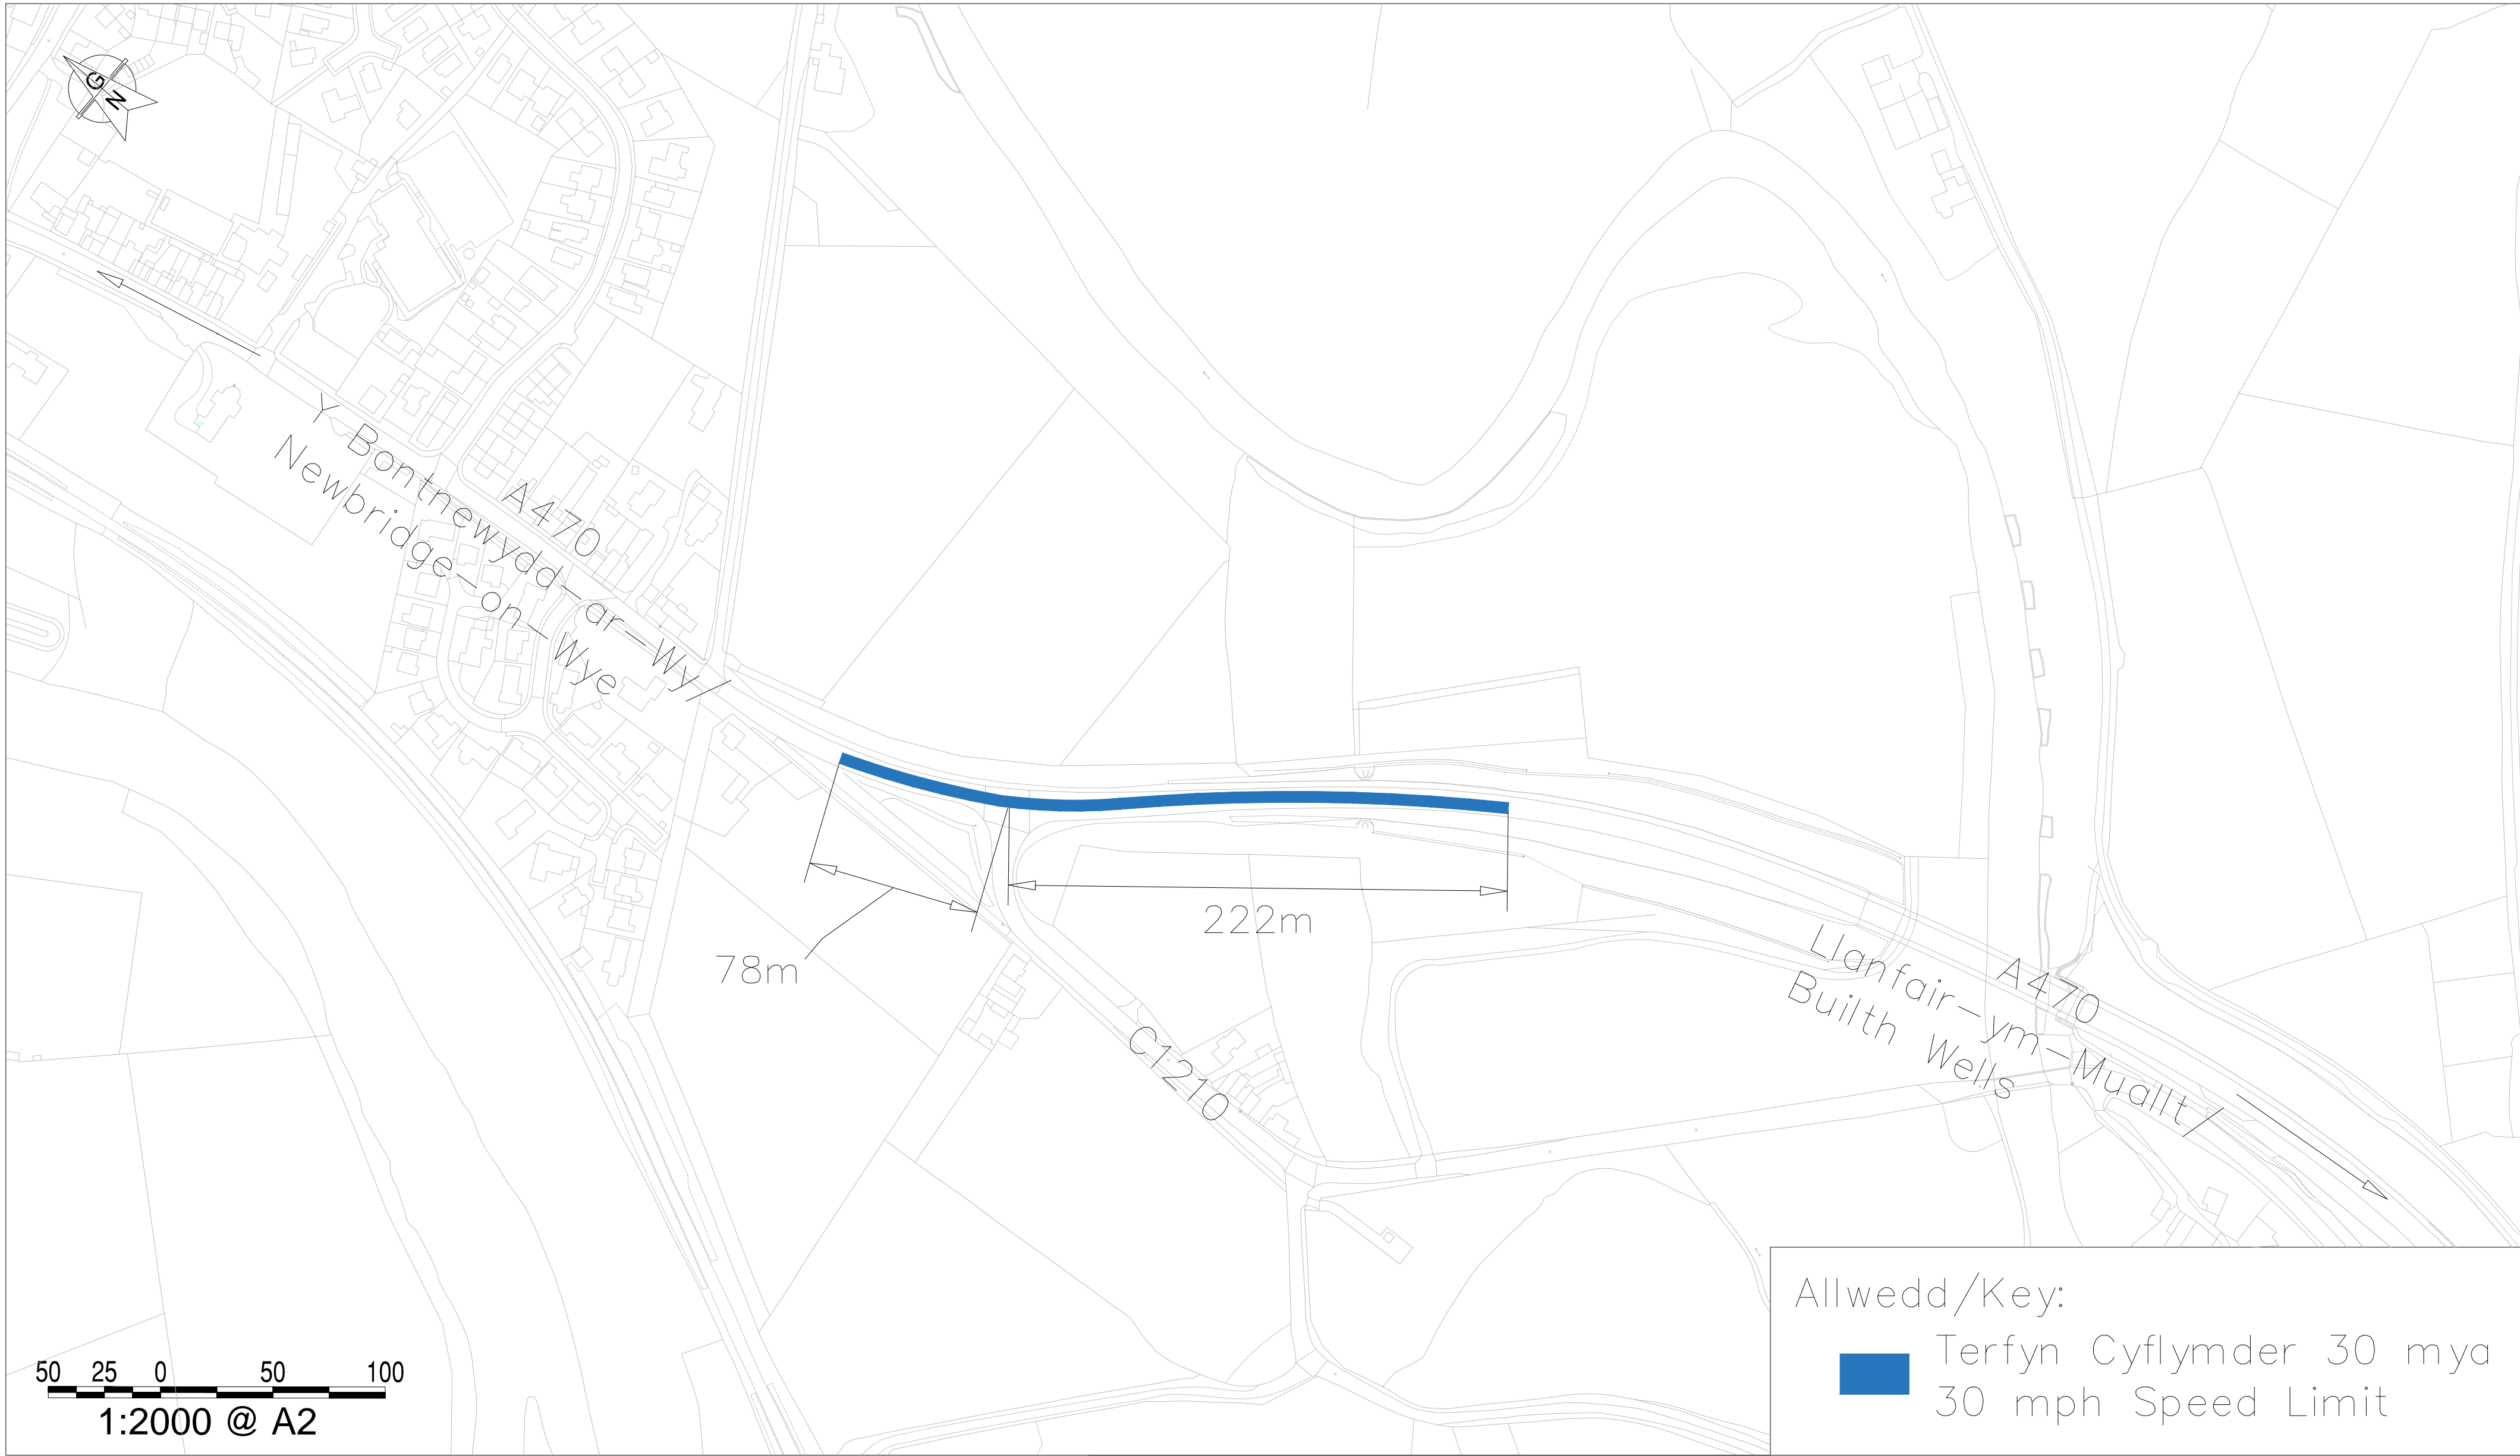 G
N
Y Bontnewydd-ar-Wy/
Newbridge-on-Wye
A470
78m
222m
C1210
A470
Llanfair-ym-Muallt/
Builth Wells
Allwedd/Key:
Terfyn Cyflymder 30 mya
30 mph Speed Limit
50 25 0 50 100
1:2000 @ A2